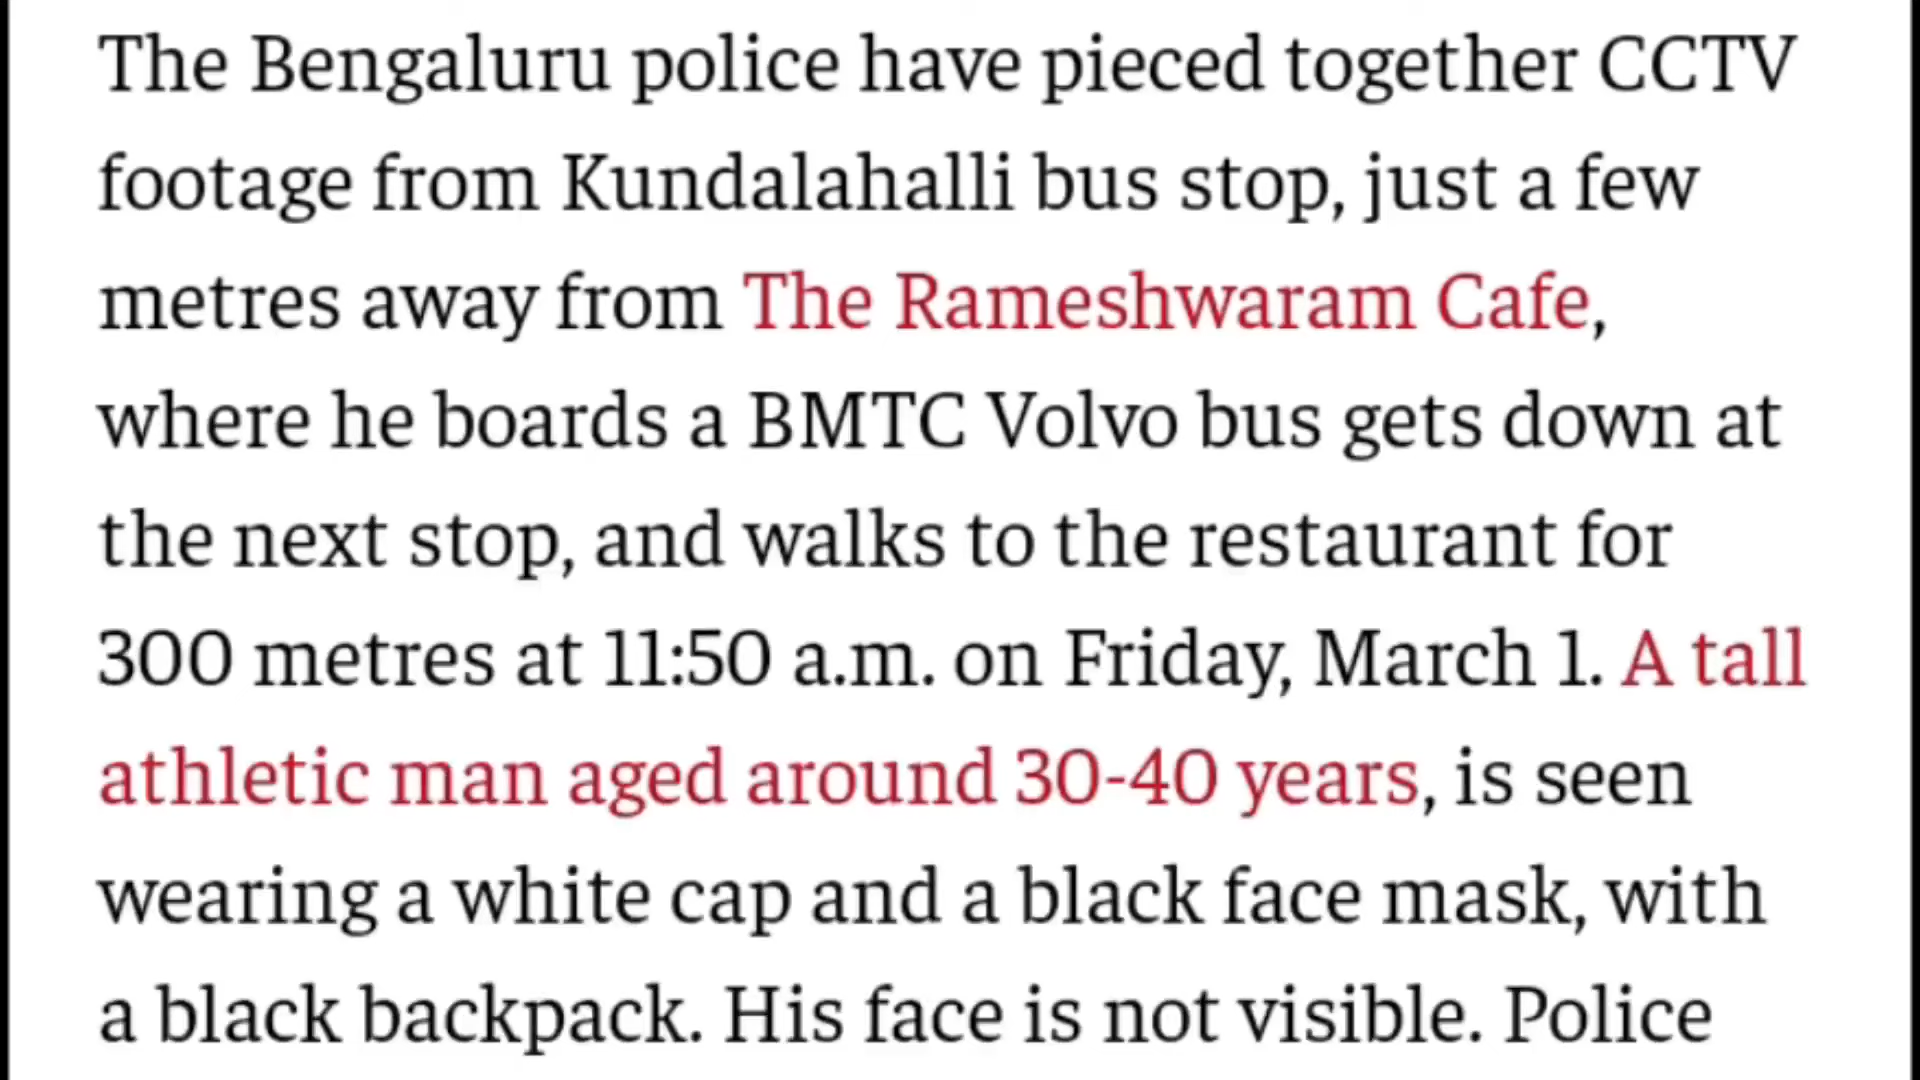 The Bengaluru police have pieced together CCTV
footage from Kundalahalli bus stop, just a few
metres away from The Rameshwaram Cafe,
where he boards a BMTC Volvo bus gets down at
the next stop, and walks to the restaurant for
300 metres at 11:50 a.m. on Friday, March 1. A tall
athletic man aged around 30-40 years, is seen
wearing a white cap and a black face mask, with
a black backpack. His face is not visible. Police